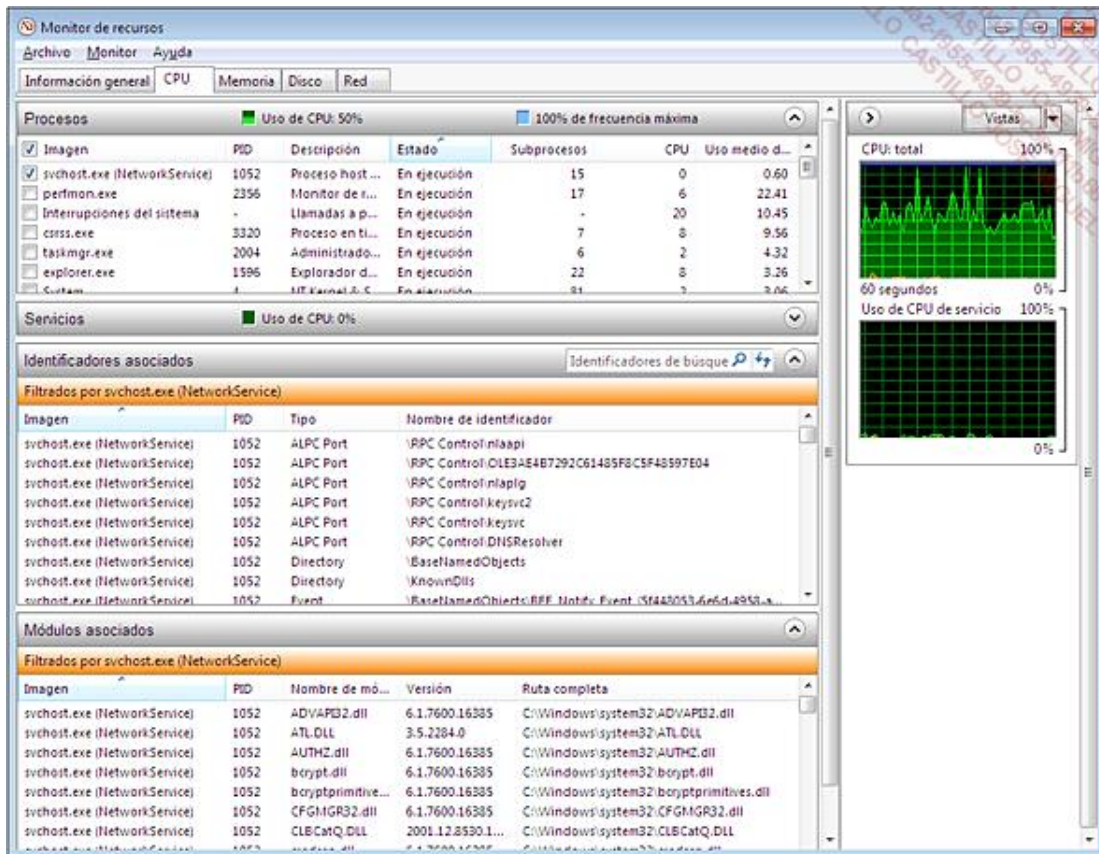 Monitor de recursos
Archivo Monitor Ayuda
Información general CPU Memoria Disco Red
Procesos Uso de CPU: 50% 100% de frecuencia máxima
Imagen PID Descripción Estado Subprocesos CPU Uso medio d...
svchost.exe (NetworkService) 1052 Proceso host ... En ejecución 15 0 0.60
perfmon.exe 2356 Monitor de r... En ejecución 17 6 22.41
Interrupciones del sistema - Llamadas a p... En ejecución - 20 10.45
csrss.exe 3320 Proceso en ti... En ejecución 7 8 9.56
taskmgr.exe 2004 Administrado... En ejecución 6 2 4.32
explorer.exe 1596 Explorador d... En ejecución 22 8 3.26
System 4 NT Kernel & S... En ejecución 81 2 3.06
Servicios Uso de CPU: 0%
Identificadores asociados Identificadores de búsque
Filtrados por svchost.exe (NetworkService)
Imagen PID Tipo Nombre de identificador
svchost.exe (NetworkService) 1052 ALPC Port \RPC Control\nlaapi
svchost.exe (NetworkService) 1052 ALPC Port \RPC Control\OLE3AE4B7292C61485F8C5F48597E04
svchost.exe (NetworkService) 1052 ALPC Port \RPC Control\nlaplg
svchost.exe (NetworkService) 1052 ALPC Port \RPC Control\keysvc2
svchost.exe (NetworkService) 1052 ALPC Port \RPC Control\keysvc
svchost.exe (NetworkService) 1052 ALPC Port \RPC Control\DNSResolver
svchost.exe (NetworkService) 1052 Directory \BaseNamedObjects
svchost.exe (NetworkService) 1052 Directory \KnownDlls
svchost.exe (NetworkService) 1052 Event
Módulos asociados
Filtrados por svchost.exe (NetworkService)
Imagen PID Nombre de mó... Versión Ruta completa
svchost.exe (NetworkService) 1052 ADVAPI32.dll 6.1.7600.16385 C:\Windows\system32\ADVAPI32.dll
svchost.exe (NetworkService) 1052 ATL.DLL 3.5.2284.0 C:\Windows\system32\ATL.DLL
svchost.exe (NetworkService) 1052 AUTHZ.dll 6.1.7600.16385 C:\Windows\system32\AUTHZ.dll
svchost.exe (NetworkService) 1052 bcrypt.dll 6.1.7600.16385 C:\Windows\system32\bcrypt.dll
svchost.exe (NetworkService) 1052 bcryptprimitive... 6.1.7600.16385 C:\Windows\system32\bcryptprimitives.dll
svchost.exe (NetworkService) 1052 CFGMGR32.dll 6.1.7600.16385 C:\Windows\system32\CFGMGR32.dll
svchost.exe (NetworkService) 1052 CLBCatQ.DLL 2001.12.8530.1... C:\Windows\system32\CLBCatQ.DLL
Vistas
CPU: total 100%
60 segundos 0%
Uso de CPU de servicio 100%
0%